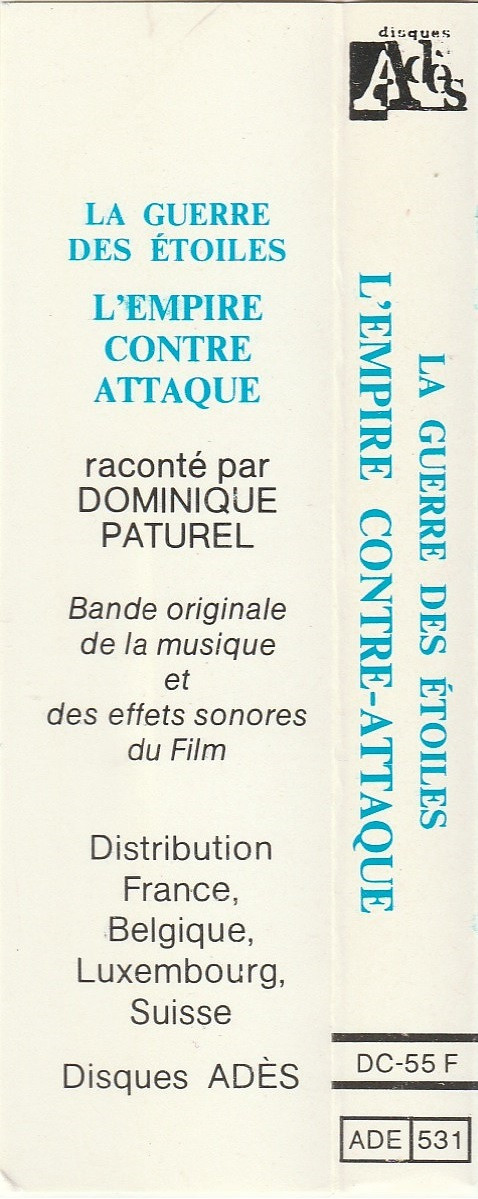 LA GUERRE
DES ÉTOILES
L'EMPIRE
CONTRE
ATTAQUE
raconté par
DOMINIQUE
PATUREL
Bande originale
de la musique
et
des effets sonores
du Film
Distribution
France,
Belgique,
Luxembourg,
Suisse
Disques ADÈS
disques
Adès
LA GUERRE DES ÉTOILES
L'EMPIRE CONTRE-ATTAQUE
DC-55 F
ADE 531